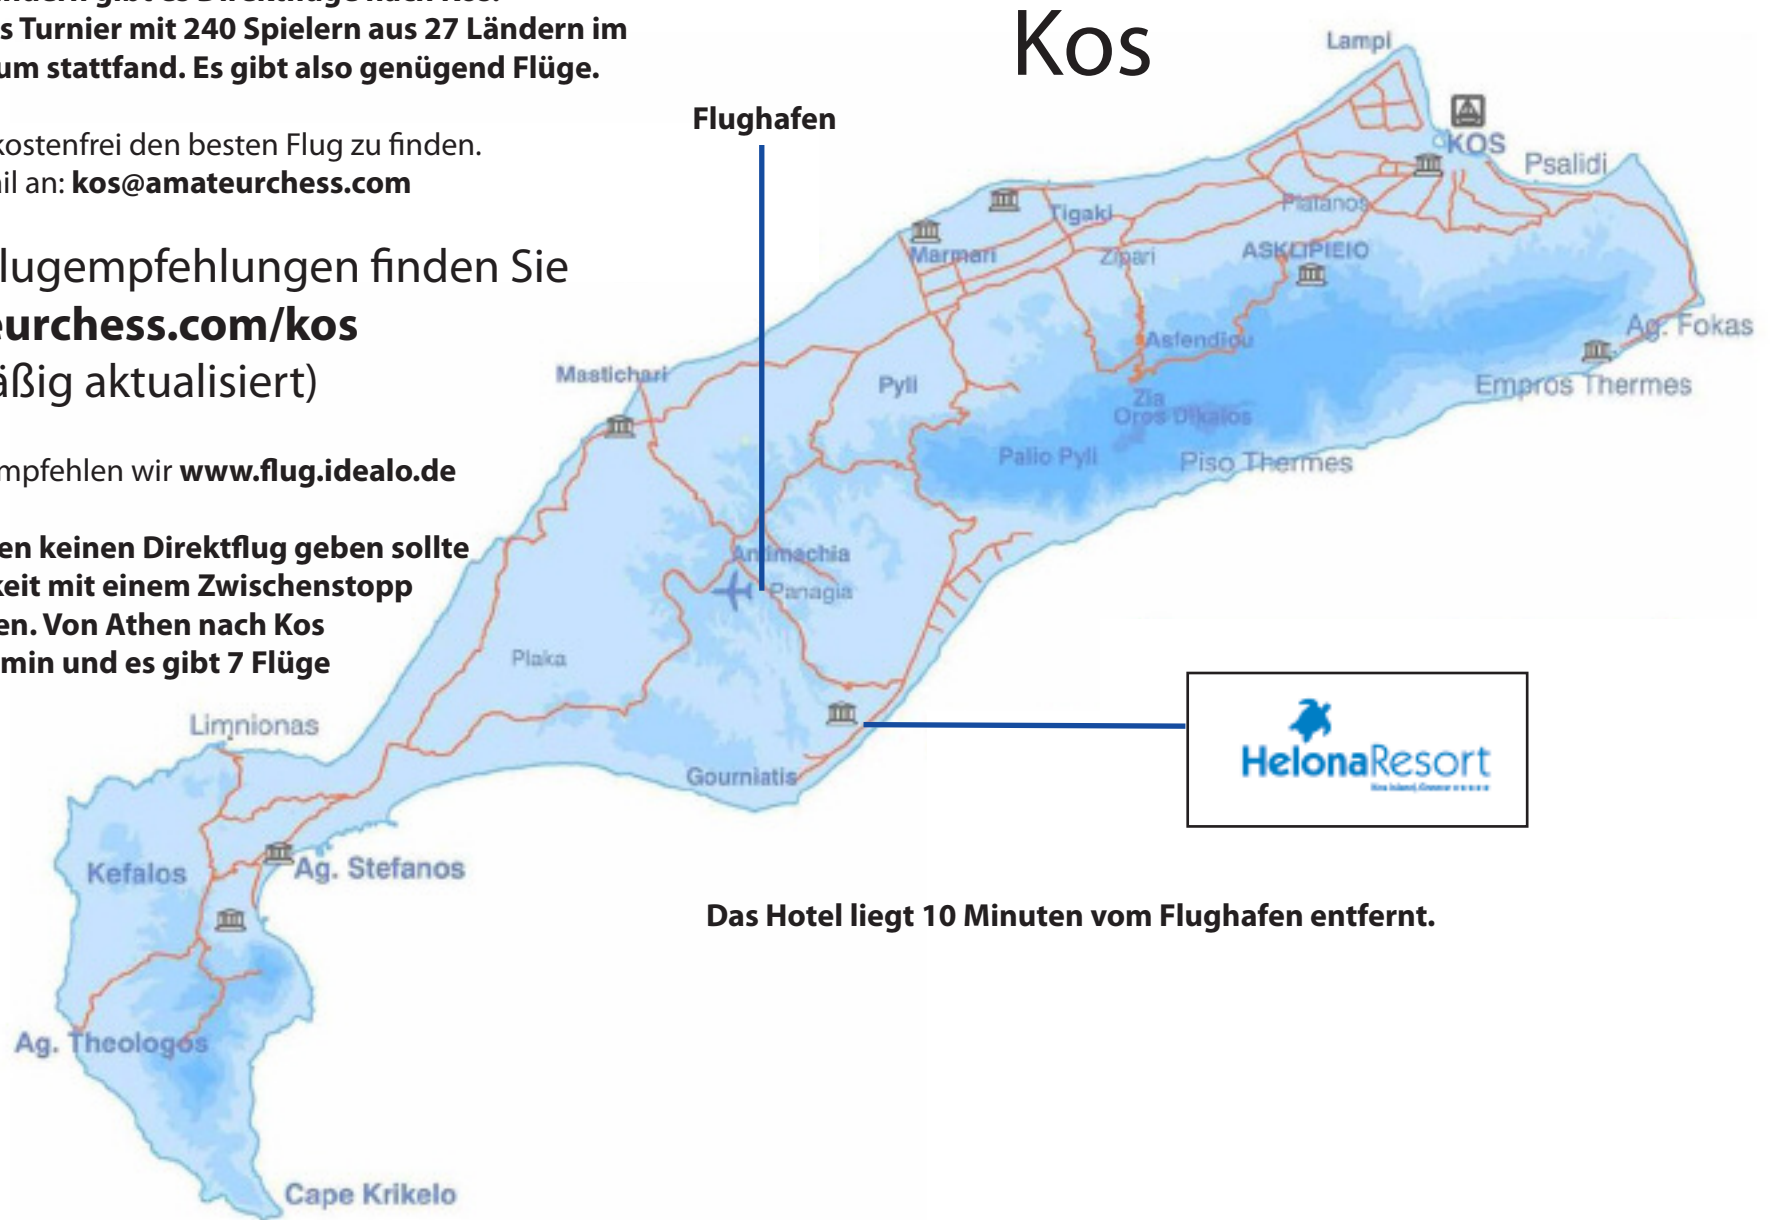 s Turnier mit 240 Spielern aus 27 Ländern im
um stattfand. Es gibt also genügend Flüge.
kostenfrei den besten Flug zu finden.
il an: kos@amateurchess.com
lugempfehlungen finden Sie
eurchess.com/kos
äßig aktualisiert)
mpfehlen wir www.flug.idealo.de
en keinen Direktflug geben sollte
keit mit einem Zwischenstopp
en. Von Athen nach Kos
min und es gibt 7 Flüge
Kos
Flughafen
Lampi
KOS
Psalidi
Platanos
Tigaki
Marmari
Zipari
ASKLIPIEIO
Ag. Fokas
Asfendiou
Empros Thermes
Mastichari
Pyli
Zia
Oros Dikaios
Palio Pyli
Piso Thermes
Antimachia
Panagia
Plaka
Limnionas
Gourniatis
HelonaResort
Kos Island, Greece
Kefalos
Ag. Stefanos
Das Hotel liegt 10 Minuten vom Flughafen entfernt.
Ag. Theologos
Cape Krikelo